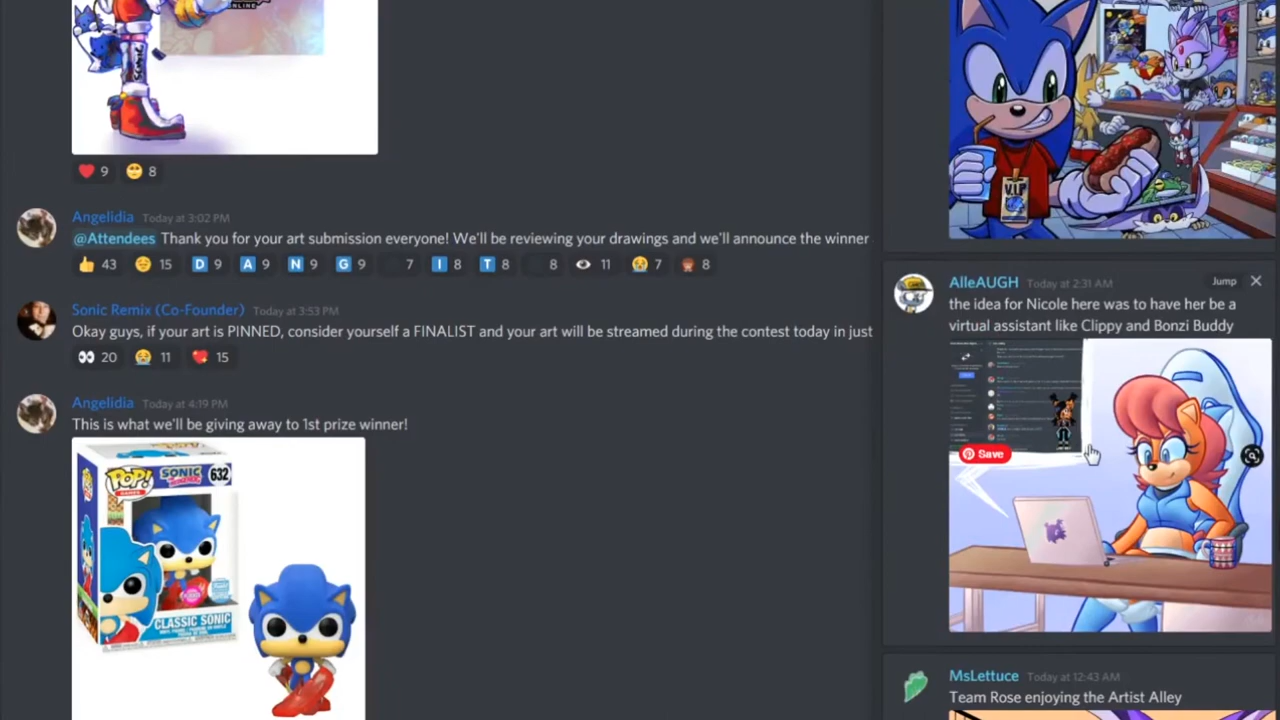 ONLINE
SONIC
9
8
Angelidia Today at 3:02 PM
@Attendees Thank you for your art submission everyone! We'll be reviewing your drawings and we'll announce the winner
43 15 D 9 A 9 N 9 G 9 7 I 8 T 8 8 11 7 8
Sonic Remix (Co-Founder) Today at 3:53 PM
Okay guys, if your art is PINNED, consider yourself a FINALIST and your art will be streamed during the contest today in just
20 11 15
Angelidia Today at 4:19 PM
This is what we'll be giving away to 1st prize winner!
POP!
GAMES
SONIC
632
CLASSIC SONIC
V.I.P
AlleAUGH Today at 2:31 AM
Jump
the idea for Nicole here was to have her be a
virtual assistant like Clippy and Bonzi Buddy
Save
MsLettuce Today at 12:43 AM
Team Rose enjoying the Artist Alley